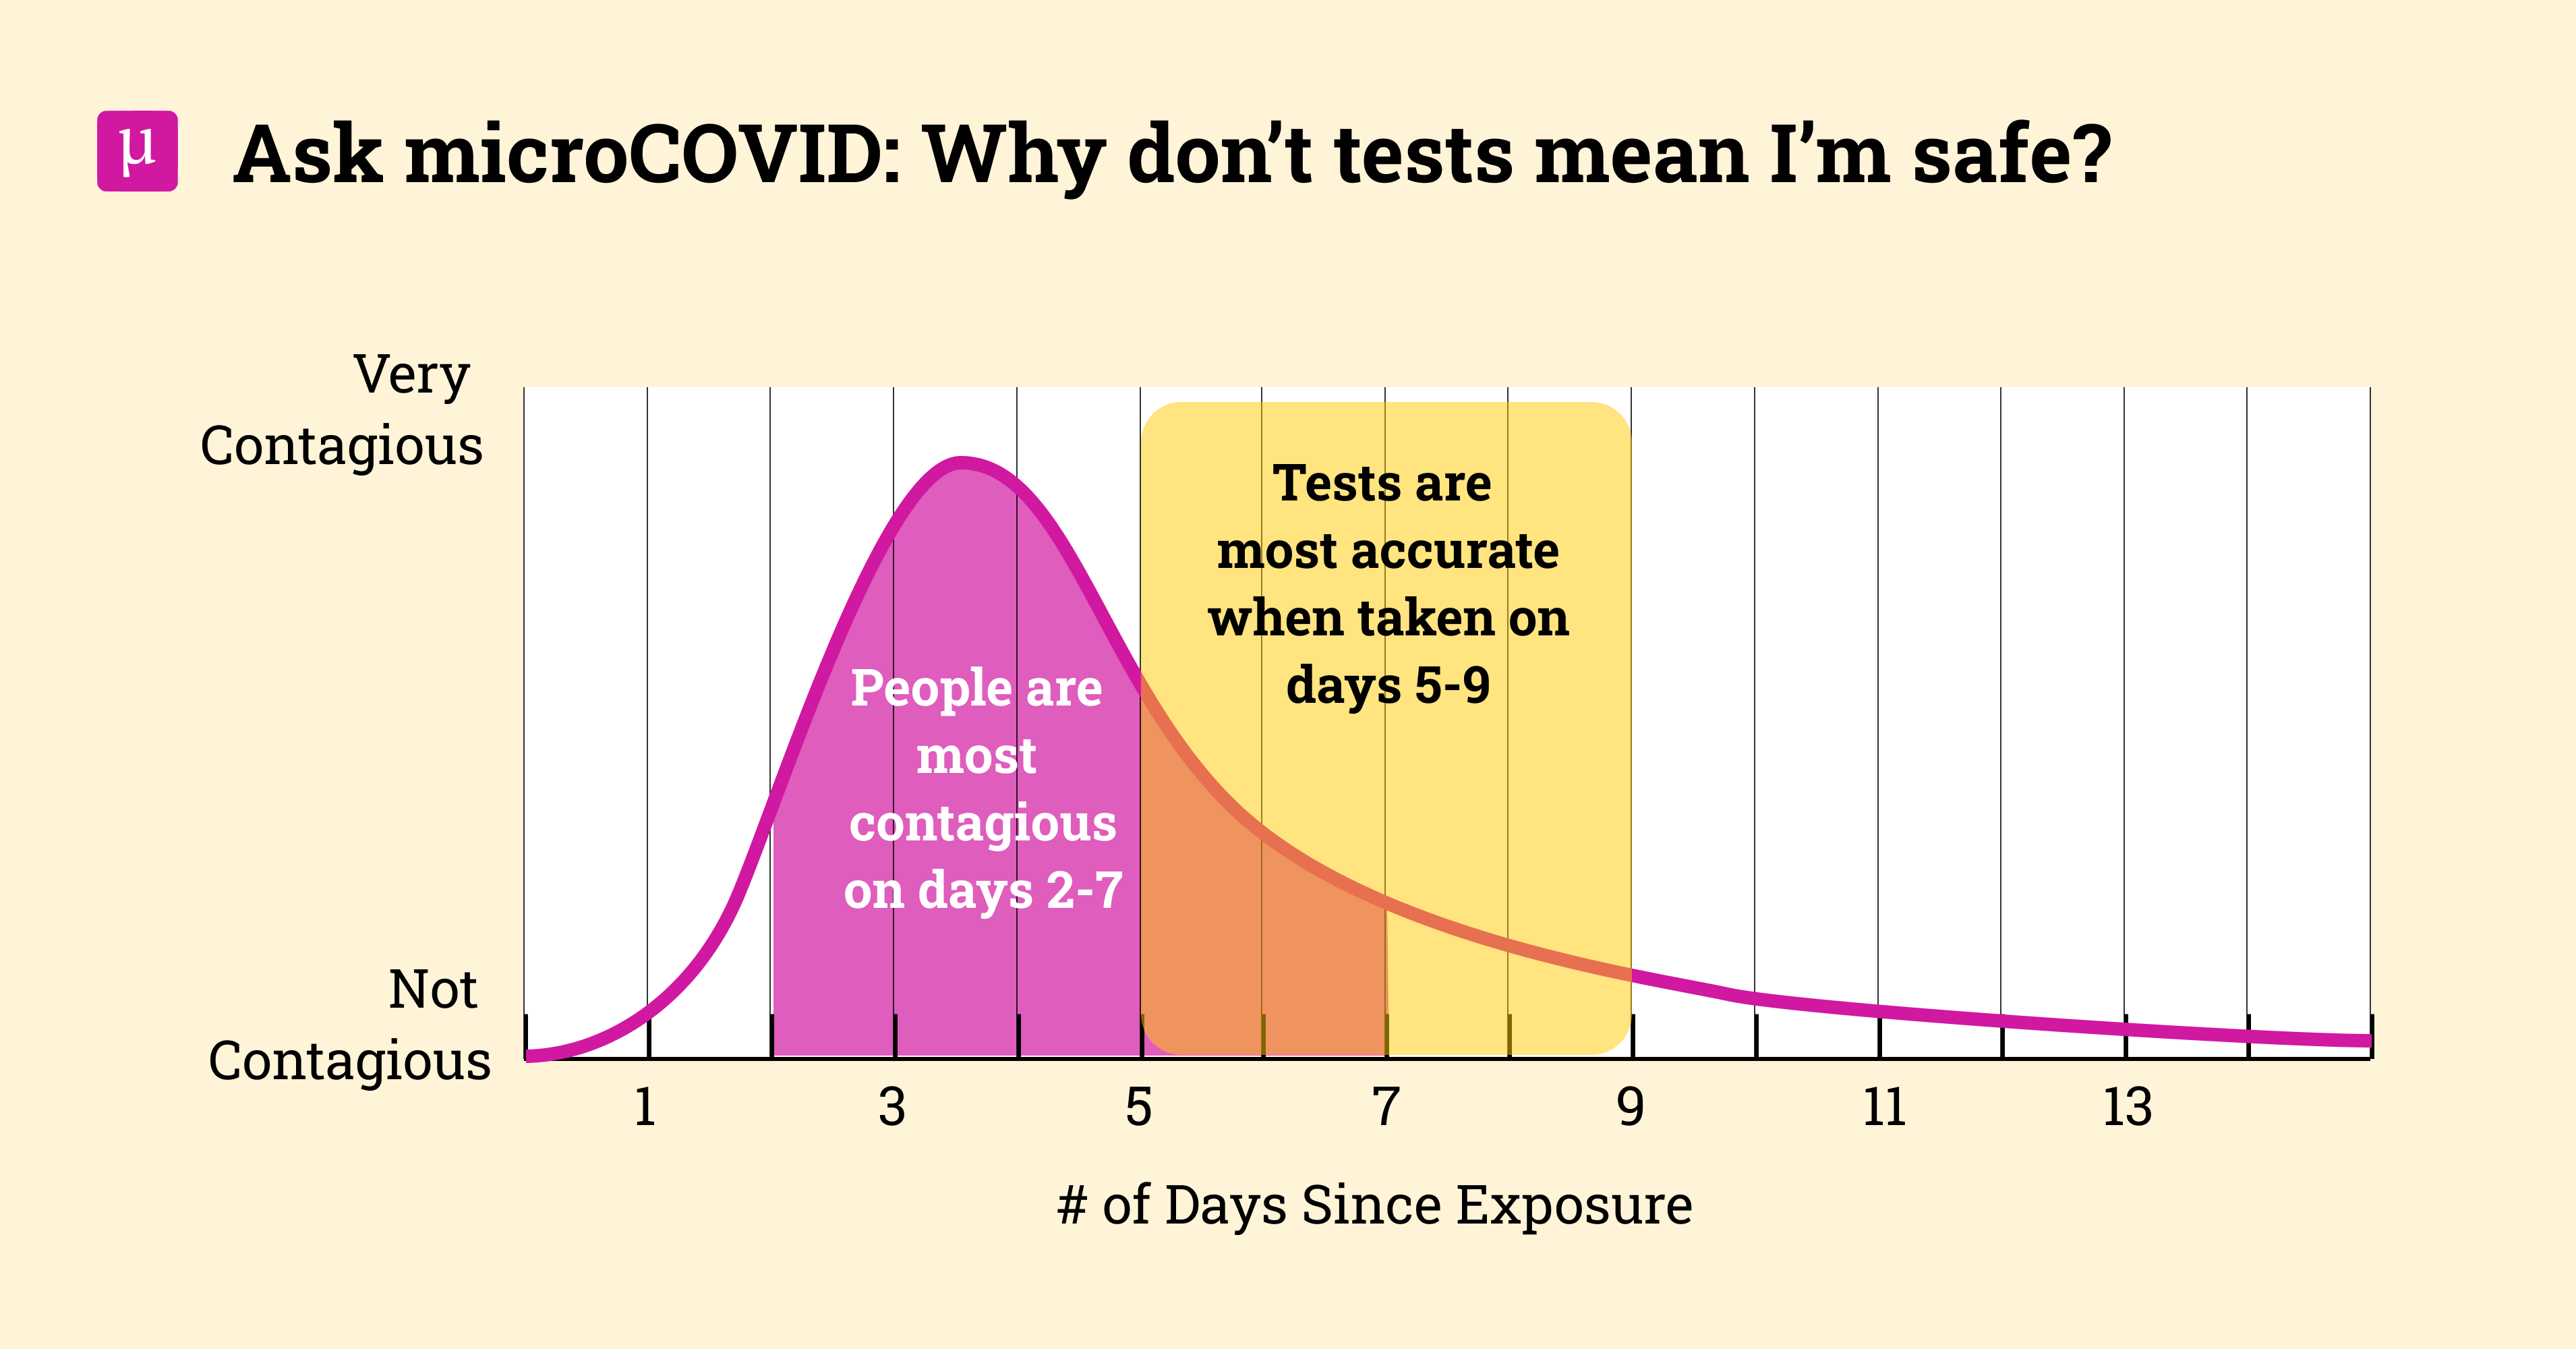 µ Ask microCOVID: Why don’t tests mean I’m safe?
Very
Contagious
Tests are
most accurate
when taken on
days 5-9
People are
most
contagious
on days 2-7
Not
Contagious
1 3 5 7 9 11 13
# of Days Since Exposure